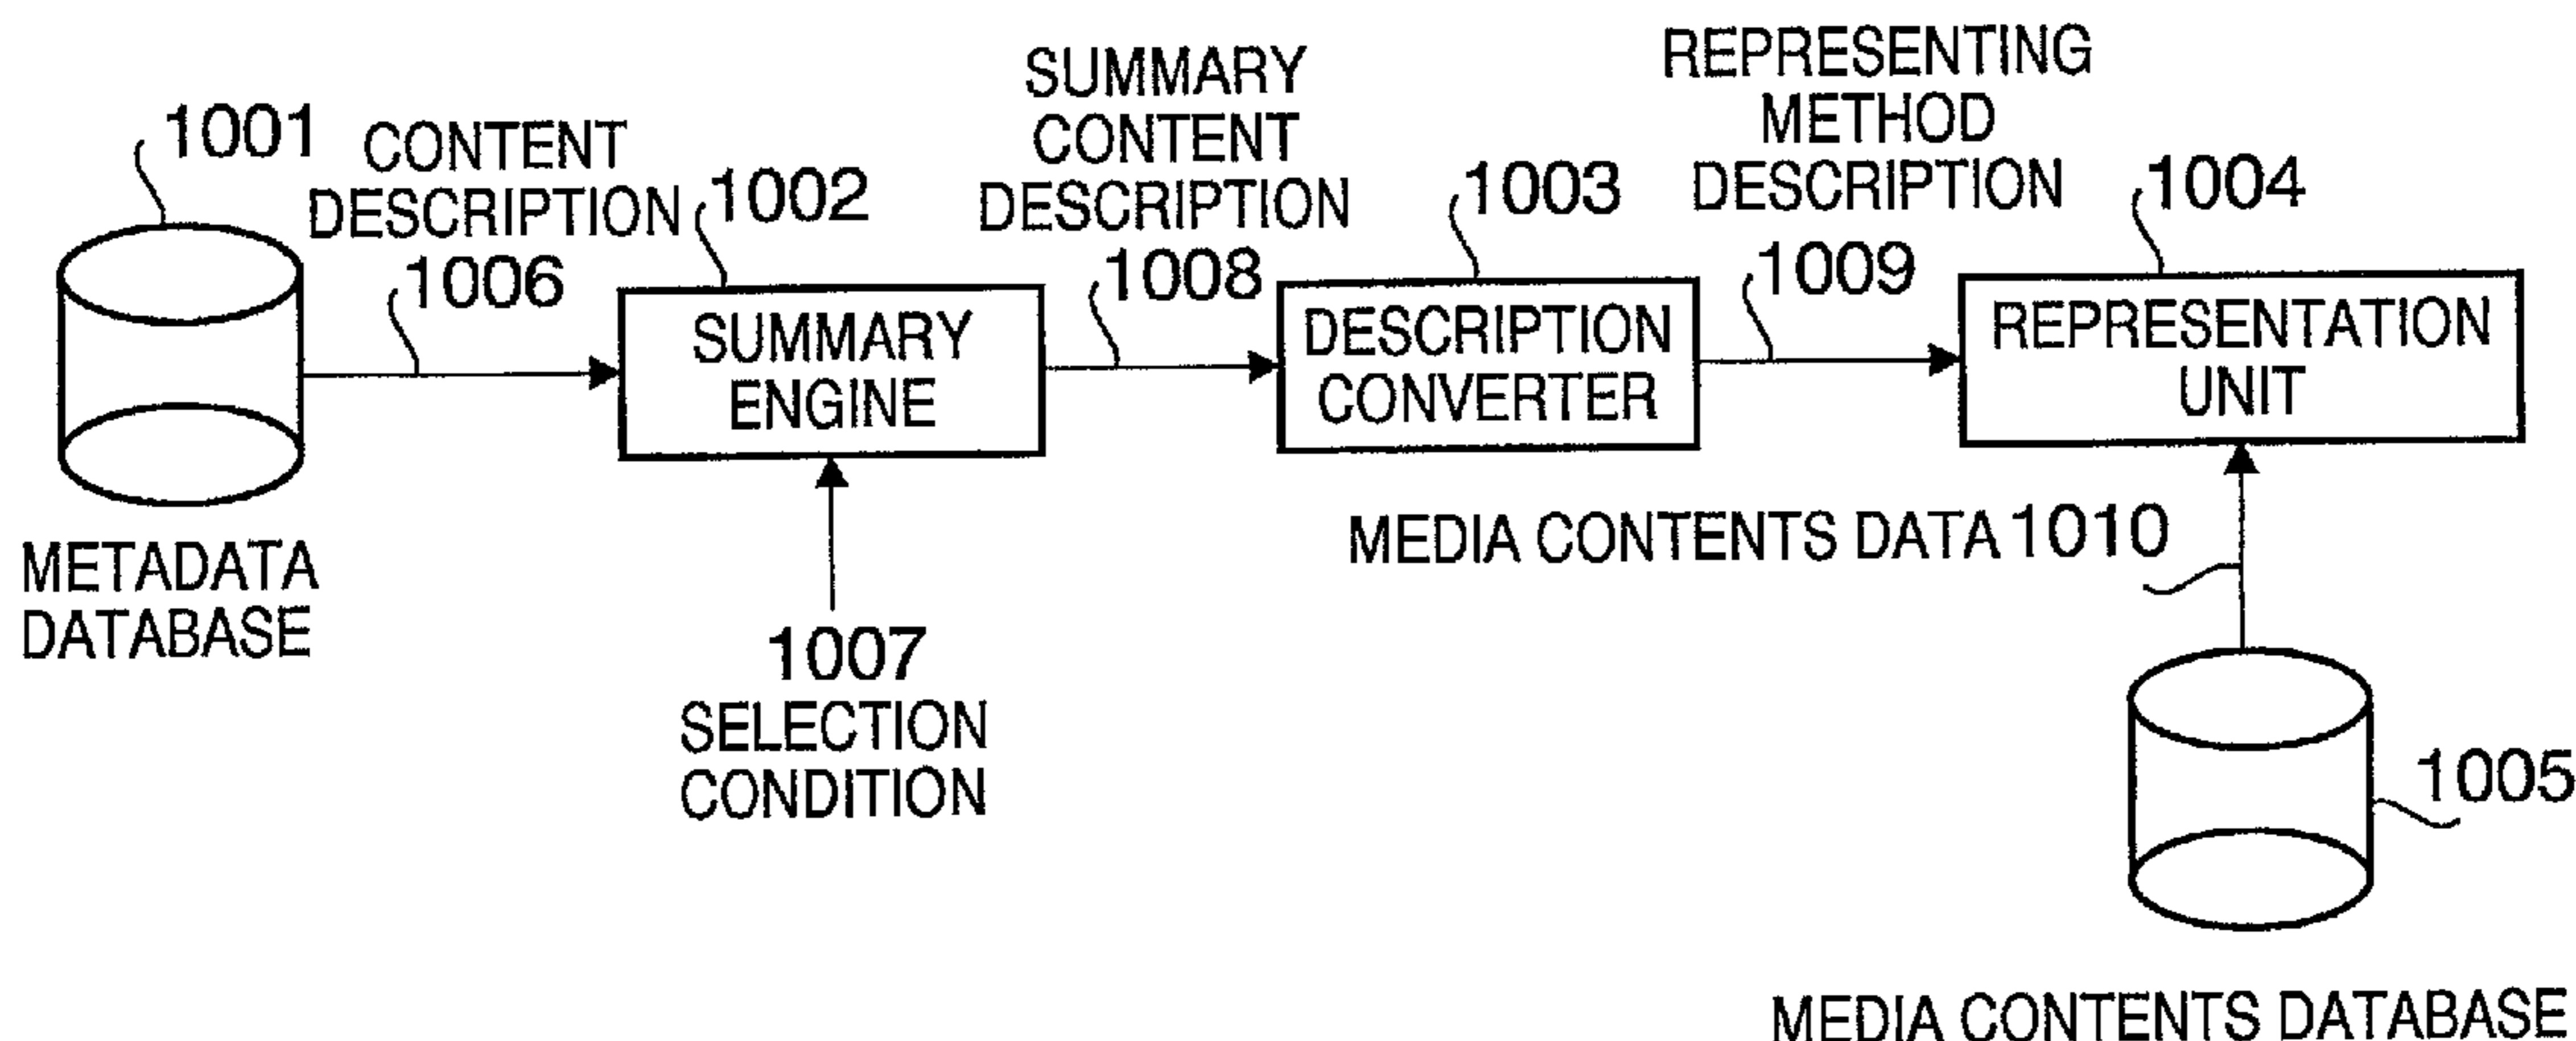 1001
CONTENT
DESCRIPTION
1006
1002
SUMMARY
ENGINE
SUMMARY
CONTENT
DESCRIPTION
1008
1003
DESCRIPTION
CONVERTER
REPRESENTING
METHOD
DESCRIPTION
1009
1004
REPRESENTATION
UNIT
METADATA
DATABASE
1007
SELECTION
CONDITION
MEDIA CONTENTS DATA 1010
1005
MEDIA CONTENTS DATABASE